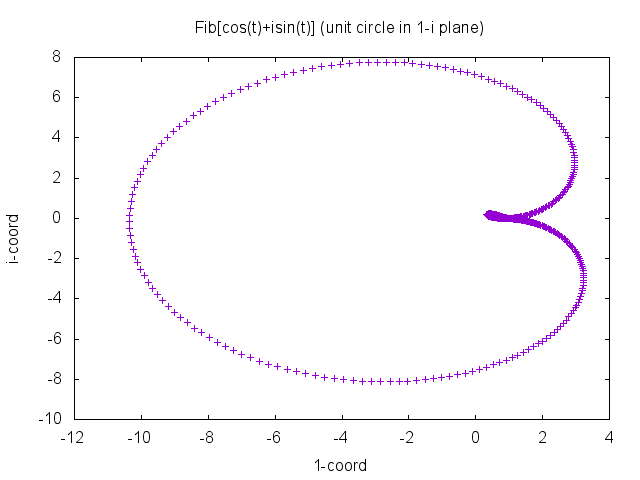 Fib[cos(t)+isin(t)] (unit circle in 1-i plane)
8
6
4
2
0
-2
-4
-6
-8
-10
i-coord
-12 -10 -8 -6 -4 -2 0 2 4
1-coord